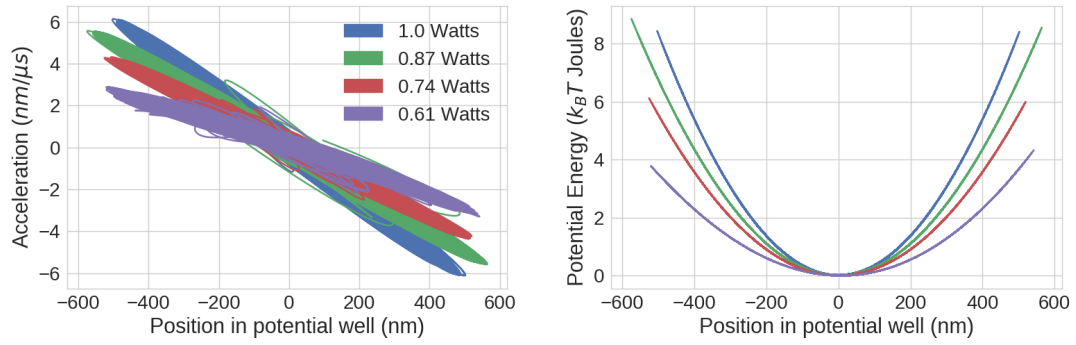 Acceleration (nm/μs)
6
4
2
0
−2
−4
−6
1.0 Watts
0.87 Watts
0.74 Watts
0.61 Watts
−600 −400 −200 0 200 400 600
Position in potential well (nm)
Potential Energy (k_BT Joules)
8
6
4
2
0
−600 −400 −200 0 200 400 600
Position in potential well (nm)